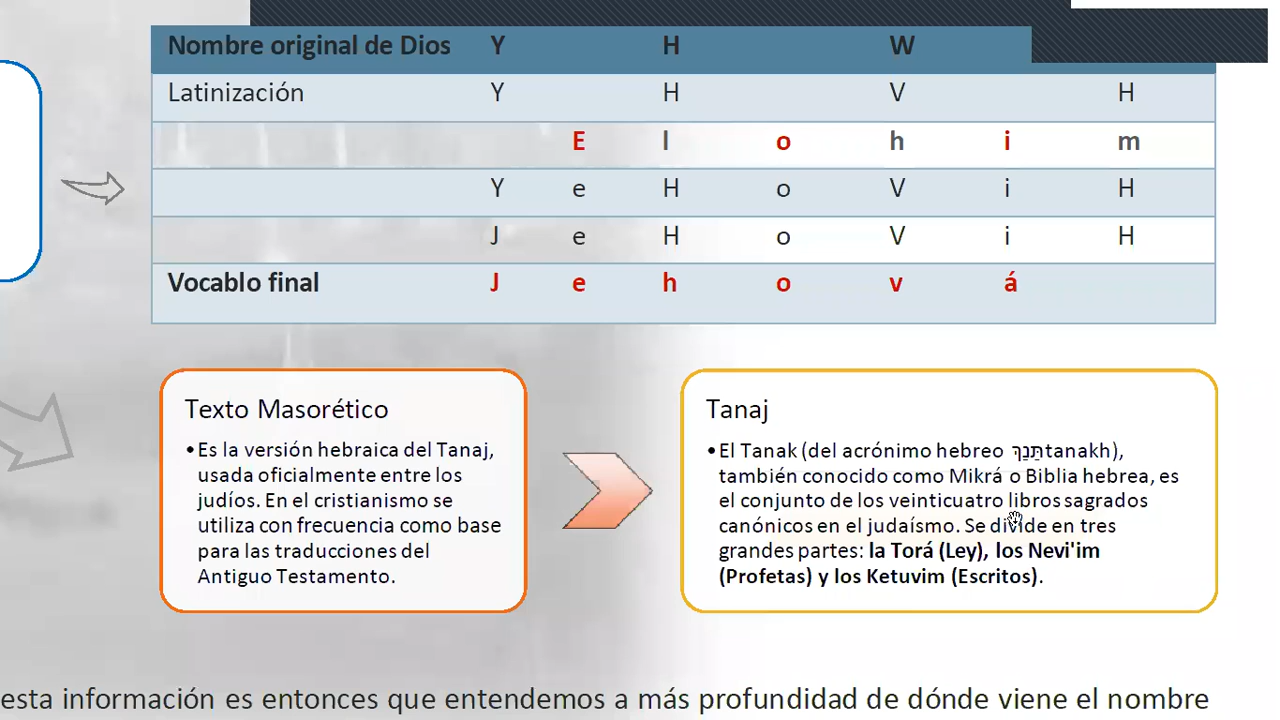 Nombre original de Dios Y H W
Latinización Y H V H
E l o h i m
Y e H o V i H
J e H o V i H
Vocablo final J e h o v á
Texto Masorético
•Es la versión hebraica del Tanaj,
usada oficialmente entre los
judíos. En el cristianismo se
utiliza con frecuencia como base
para las traducciones del
Antiguo Testamento.
Tanaj
•El Tanak (del acrónimo hebreo תַּנַךְ tanakh),
también conocido como Mikrá o Biblia hebrea, es
el conjunto de los veinticuatro libros sagrados
canónicos en el judaísmo. Se divide en tres
grandes partes: la Torá (Ley), los Nevi'im
(Profetas) y los Ketuvim (Escritos).
esta información es entonces que entendemos a más profundidad de dónde viene el nombre